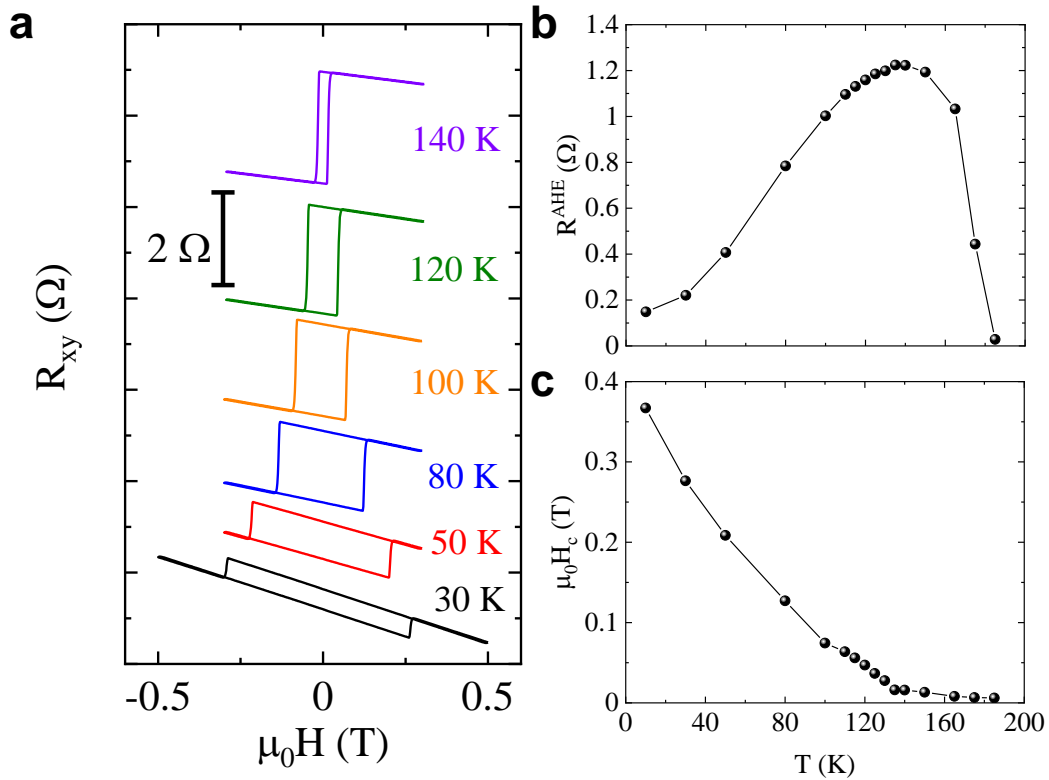 a
R_xy (Ω)
140 K
2 Ω
120 K
100 K
80 K
50 K
30 K
-0.5 0 0.5
μ₀H (T)
b
R^AHE (Ω)
1.4
1.2
1
0.8
0.6
0.4
0.2
0
c
μ₀H_c (T)
0.4
0.3
0.2
0.1
0
0 40 80 120 160 200
T (K)